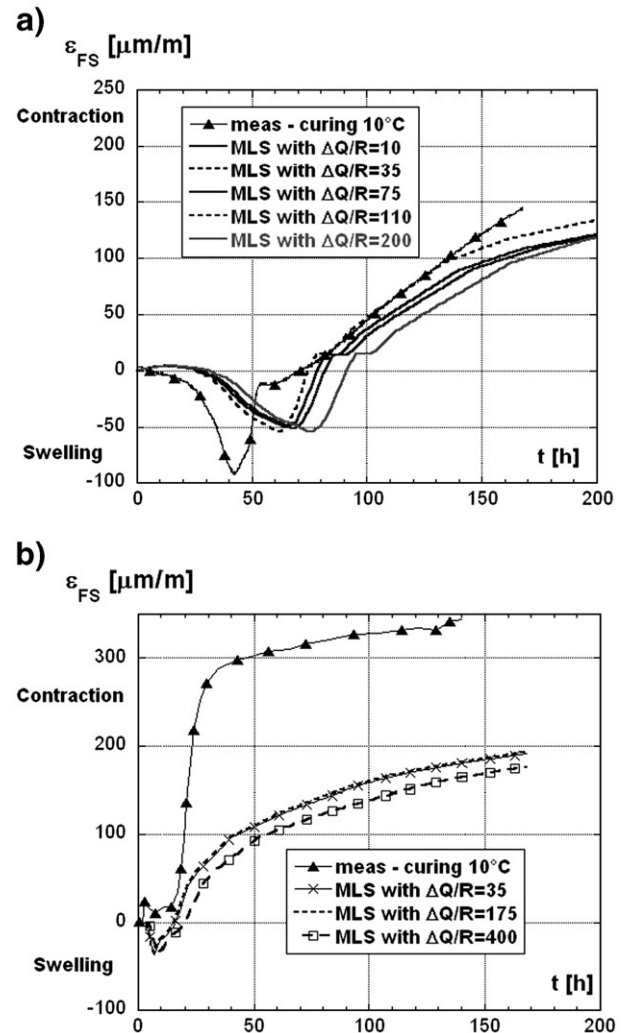 a)
εFS [µm/m]
250
Contraction
200
150
100
50
0
-50
Swelling
-100
meas - curing 10°C
MLS with ΔQ/R=10
MLS with ΔQ/R=35
MLS with ΔQ/R=75
MLS with ΔQ/R=110
MLS with ΔQ/R=200
t [h]
0 50 100 150 200
b)
εFS [µm/m]
300
Contraction
200
100
0
Swelling
-100
meas - curing 10°C
MLS with ΔQ/R=35
MLS with ΔQ/R=175
MLS with ΔQ/R=400
t [h]
0 50 100 150 200